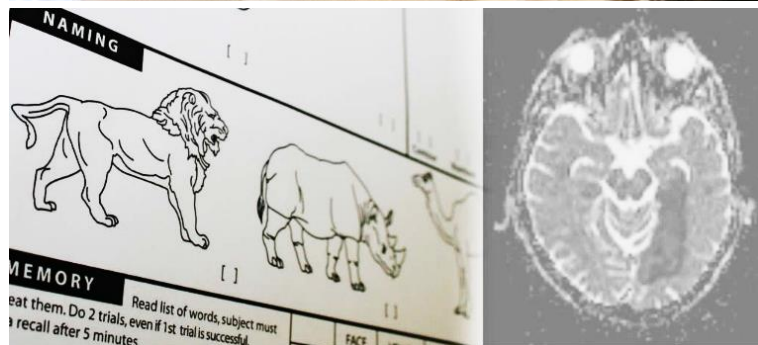 NAMING
[ ]
[ ]
[ ]
MEMORY
Read list of words, subject must
eat them. Do 2 trials, even if 1st trial is successful.
a recall after 5 minutes
FACE